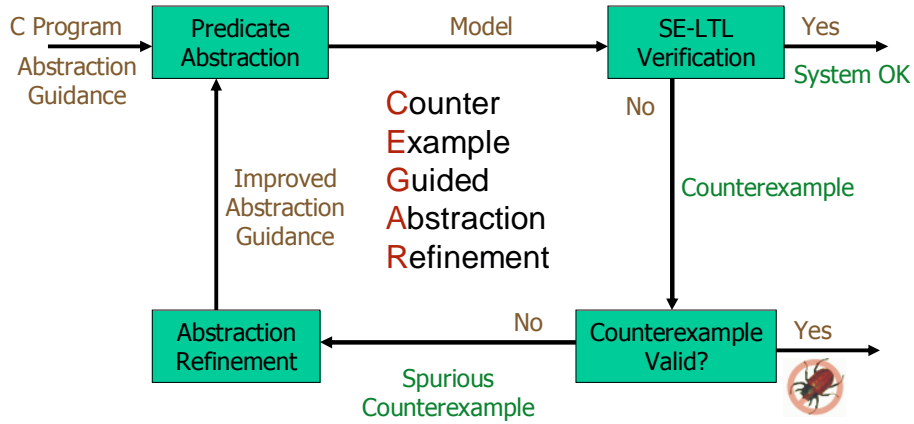 C Program
Abstraction
Guidance
Predicate
Abstraction
Model
SE-LTL
Verification
Yes
System OK
No
Counter
Example
Guided
Abstraction
Refinement
Counterexample
Improved
Abstraction
Guidance
Abstraction
Refinement
No
Spurious
Counterexample
Counterexample
Valid?
Yes